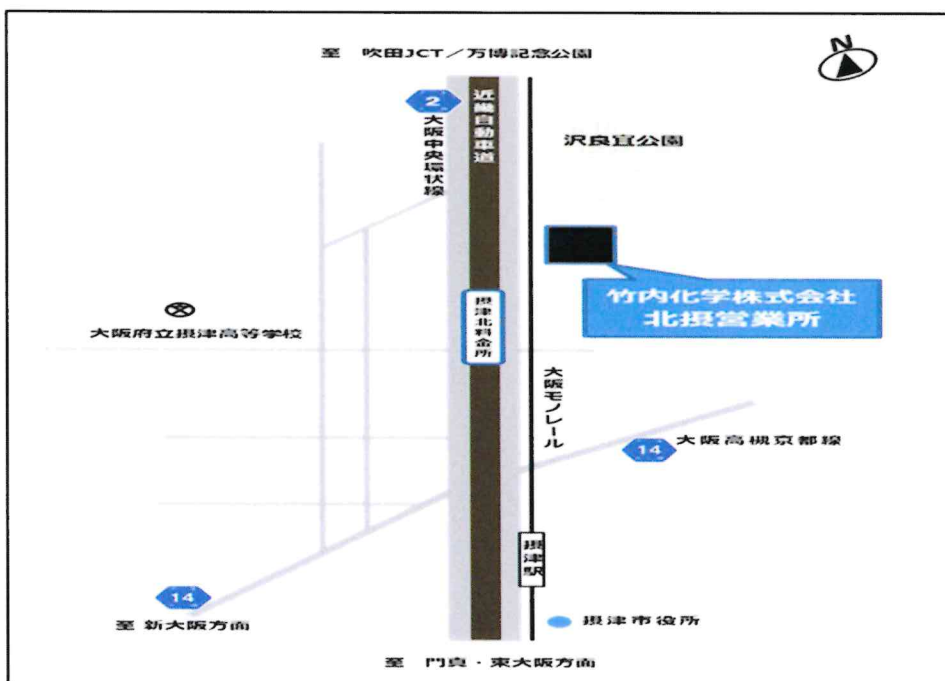 至 吹田JCT／万博記念公園
N
2
近畿自動車道
大阪中央環状線
沢良宜公園
竹内化学株式会社
北摂営業所
摂津北料金所
大阪府立摂津高等学校
大阪モノレール
14
大阪高槻京都線
摂津駅
14
至 新大阪方面
摂津市役所
至 門真・東大阪方面